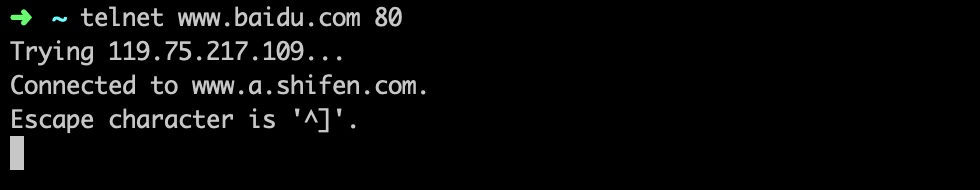 ➜ ~ telnet www.baidu.com 80
Trying 119.75.217.109...
Connected to www.a.shifen.com.
Escape character is '^]'.